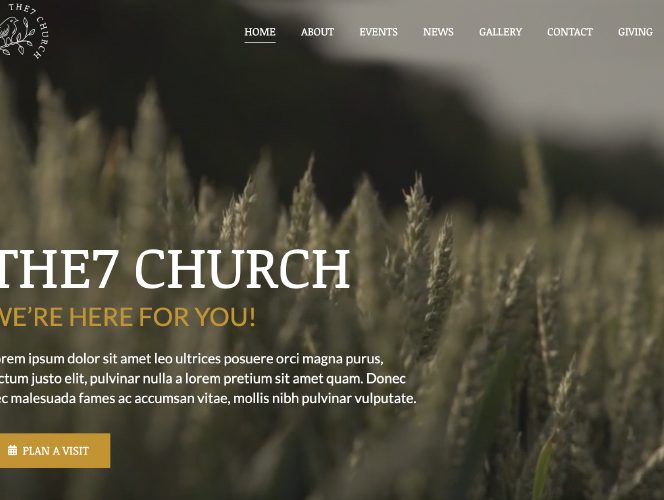 THE7 CHURCH
HOME ABOUT EVENTS NEWS GALLERY CONTACT GIVING
THE7 CHURCH
WE'RE HERE FOR YOU!
orem ipsum dolor sit amet leo ultrices posuere orci magna purus,
ctum justo elit, pulvinar nulla a lorem pretium sit amet quam. Donec
ec malesuada fames ac accumsan vitae, mollis nibh pulvinar vulputate.
PLAN A VISIT